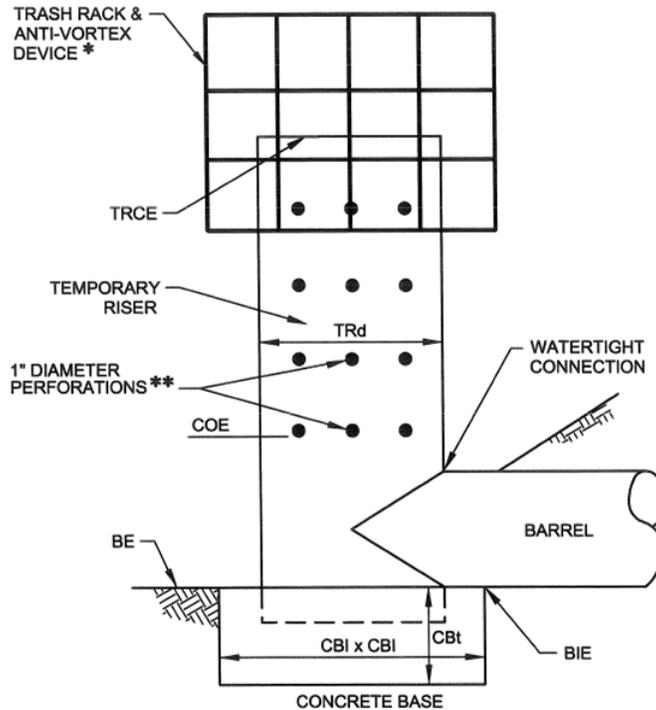 TRASH RACK &
ANTI-VORTEX
DEVICE *
TRCE
TEMPORARY
RISER
TRd
1" DIAMETER
PERFORATIONS **
WATERTIGHT
CONNECTION
COE
BARREL
BE
CBl x CBl
CBt
BIE
CONCRETE BASE